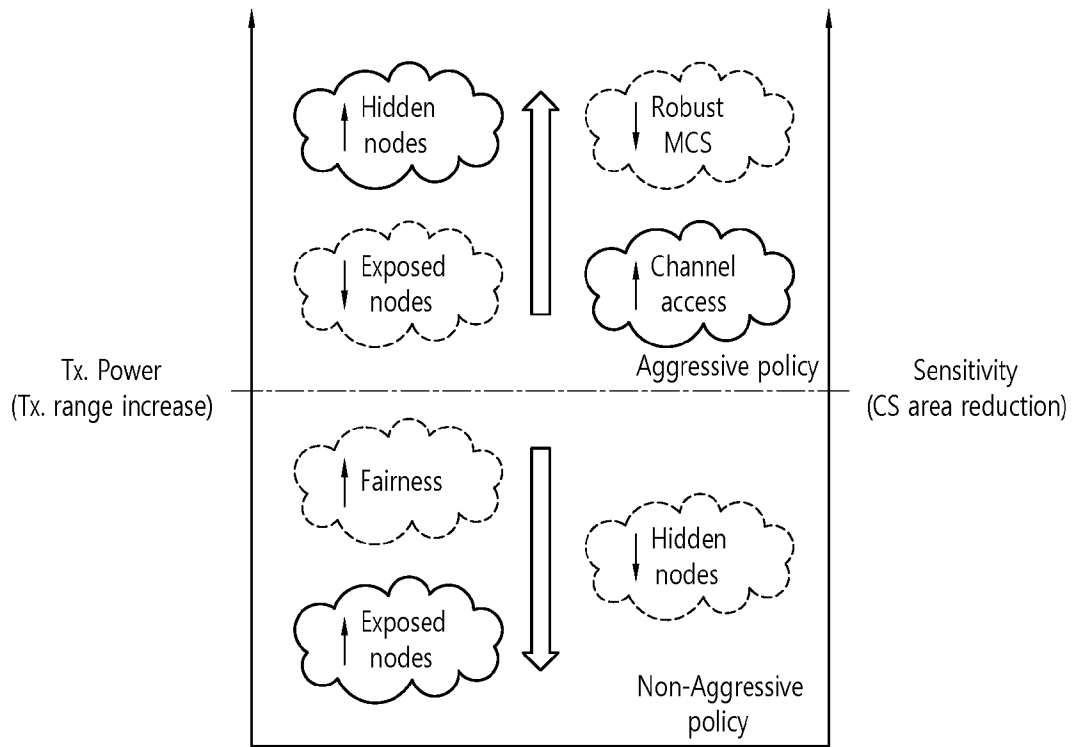 Hidden
nodes
Robust
MCS
Exposed
nodes
Channel
access
Aggressive policy
Tx. Power
(Tx. range increase)
Sensitivity
(CS area reduction)
Fairness
Hidden
nodes
Exposed
nodes
Non-Aggressive
policy